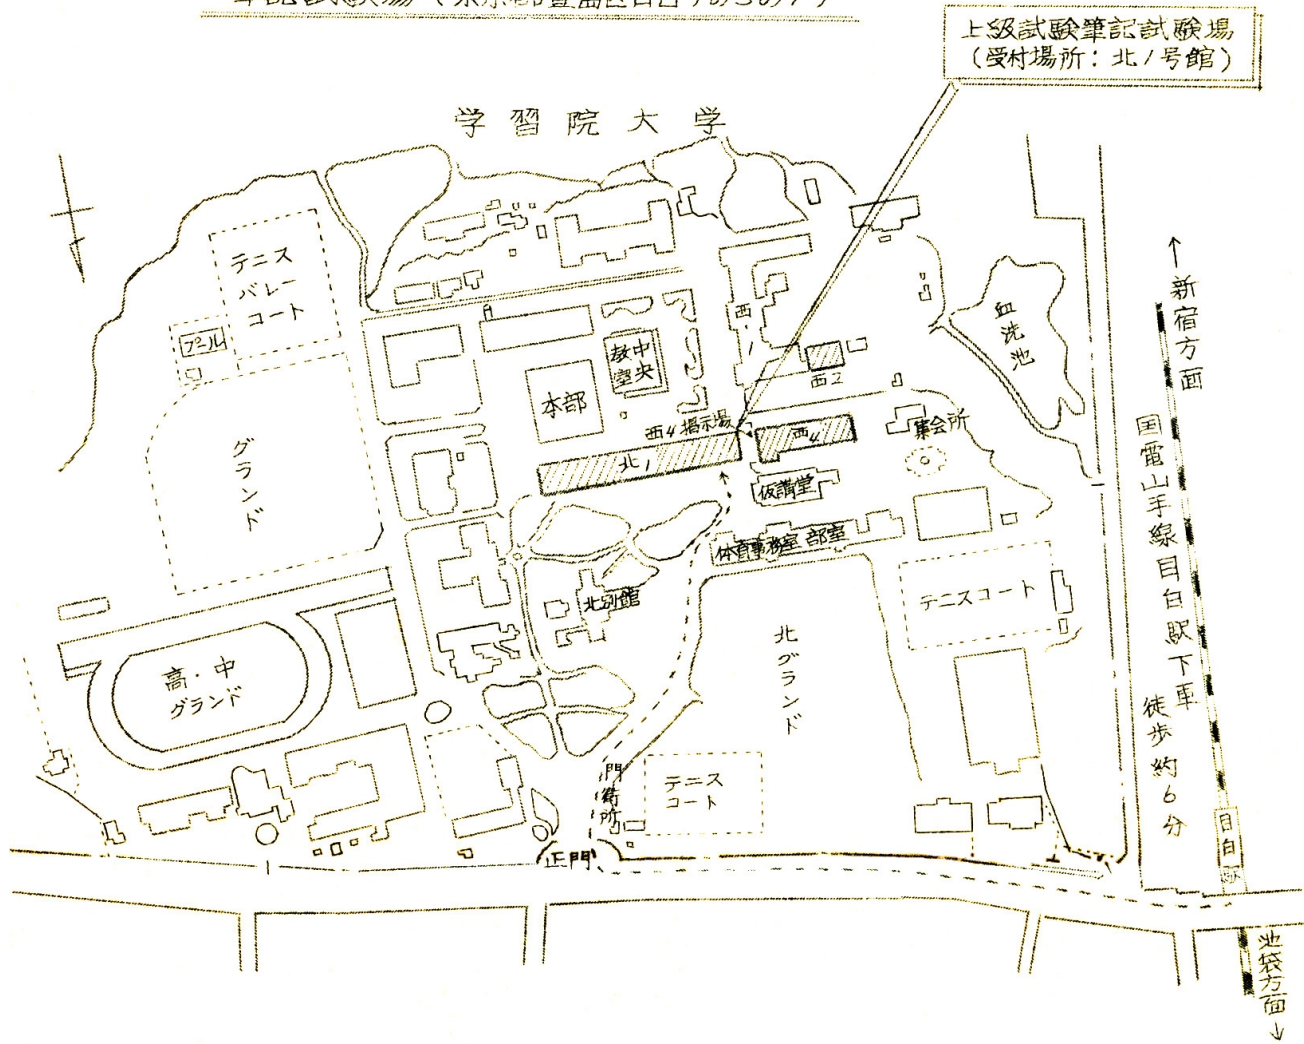 上級試験筆記試験場
(受付場所：北1号館)
学習院大学
テニス
バレー
コート
プール
グランド
本部
中央
教室
西1
西2
西4 掲示場
北1
西4
仮講堂
集会所
血洗池
体育事務室 部室
テニスコート
北別館
北グランド
高・中
グランド
テニス
コート
門衛所
正門
↑新宿方面
国電山手線目白駅下車
徒歩約6分
目白駅
池袋方面↓